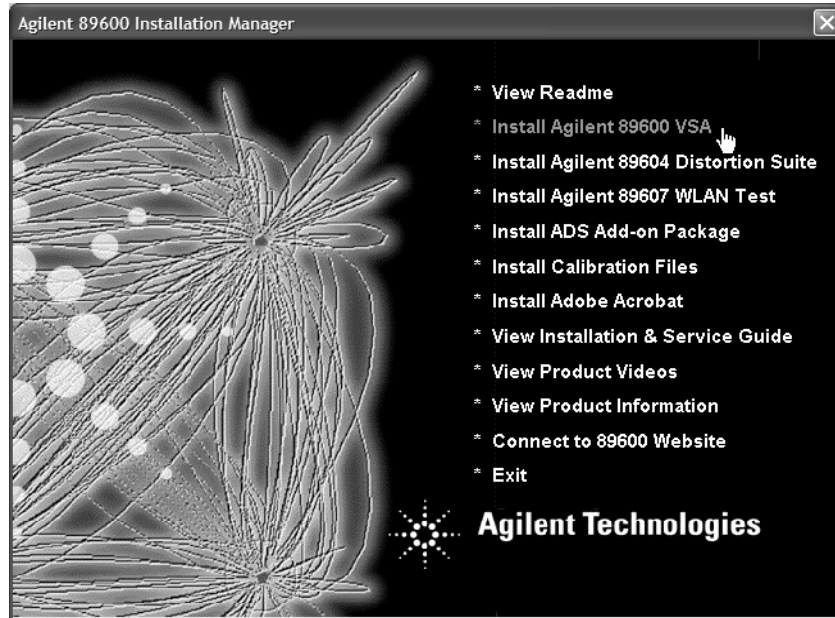 Agilent 89600 Installation Manager
* View Readme
* Install Agilent 89600 VSA
* Install Agilent 89604 Distortion Suite
* Install Agilent 89607 WLAN Test
* Install ADS Add-on Package
* Install Calibration Files
* Install Adobe Acrobat
* View Installation & Service Guide
* View Product Videos
* View Product Information
* Connect to 89600 Website
* Exit
Agilent Technologies